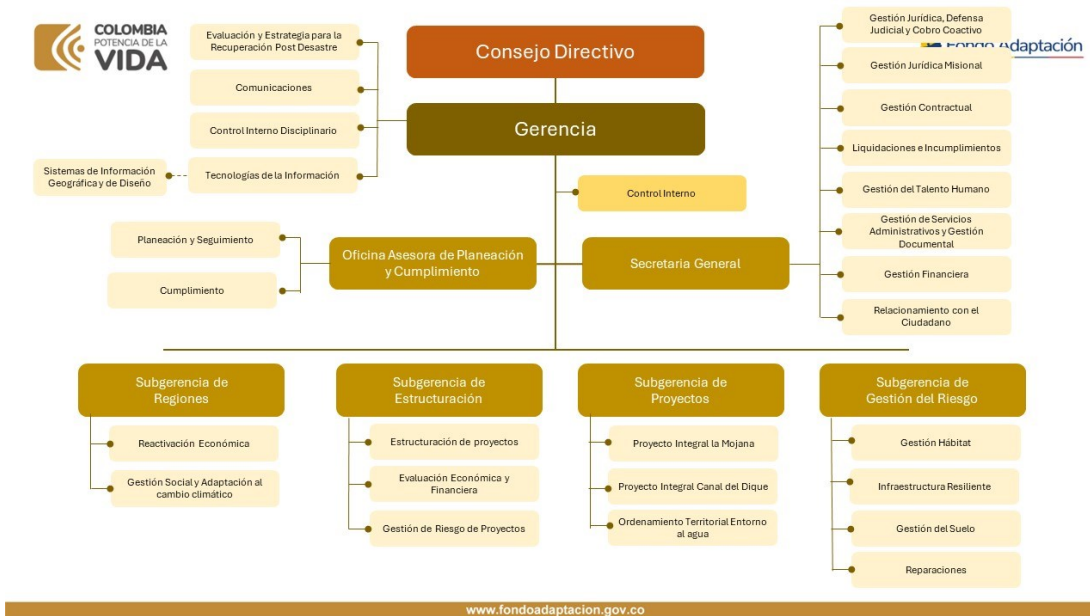 COLOMBIA
POTENCIA DE LA
VIDA
Evaluación y Estrategia para la
Recuperación Post Desastre
Comunicaciones
Control Interno Disciplinario
Tecnologías de la Información
Sistemas de Información
Geográfica y de Diseño
Consejo Directivo
Gerencia
Control Interno
Fondo Adaptación
Gestión Jurídica, Defensa
Judicial y Cobro Coactivo
Gestión Jurídica Misional
Gestión Contractual
Liquidaciones e Incumplimientos
Gestión del Talento Humano
Gestión de Servicios
Administrativos y Gestión
Documental
Gestión Financiera
Relacionamiento con el
Ciudadano
Planeación y Seguimiento
Cumplimiento
Oficina Asesora de Planeación
y Cumplimiento
Secretaria General
Subgerencia de
Regiones
Reactivación Económica
Gestión Social y Adaptación al
cambio climático
Subgerencia de
Estructuración
Estructuración de proyectos
Evaluación Económica y
Financiera
Gestión de Riesgo de Proyectos
Subgerencia de
Proyectos
Proyecto Integral la Mojana
Proyecto Integral Canal del Dique
Ordenamiento Territorial Entorno
al agua
Subgerencia de
Gestión del Riesgo
Gestión Hábitat
Infraestructura Resiliente
Gestión del Suelo
Reparaciones
www.fondoadaptacion.gov.co